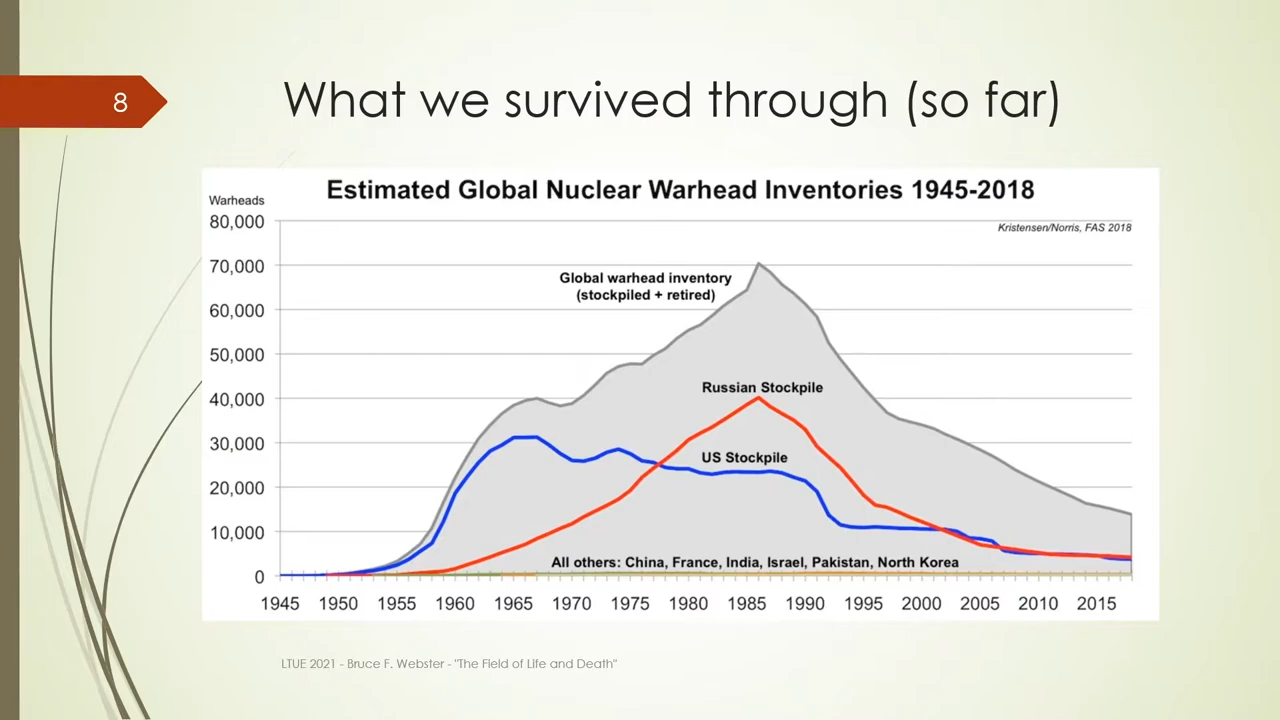 8
What we survived through (so far)
Estimated Global Nuclear Warhead Inventories 1945-2018
Warheads
Kristensen/Norris, FAS 2018
80,000
70,000
60,000
50,000
40,000
30,000
20,000
10,000
0
Global warhead inventory
(stockpiled + retired)
Russian Stockpile
US Stockpile
All others: China, France, India, Israel, Pakistan, North Korea
1945 1950 1955 1960 1965 1970 1975 1980 1985 1990 1995 2000 2005 2010 2015
LTUE 2021 - Bruce F. Webster - "The Field of Life and Death"